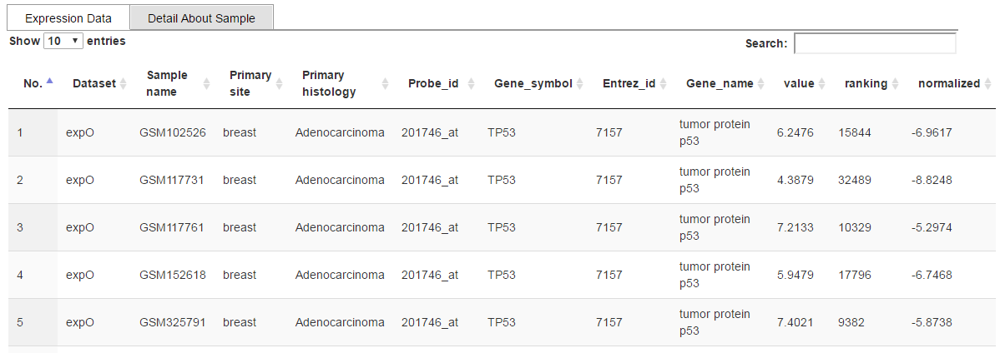 Expression Data Detail About Sample
Show 10 entries Search:
No. Dataset Sample name Primary site Primary histology Probe_id Gene_symbol Entrez_id Gene_name value ranking normalized
1 expO GSM102526 breast Adenocarcinoma 201746_at TP53 7157 tumor protein p53 6.2476 15844 -6.9617
2 expO GSM117731 breast Adenocarcinoma 201746_at TP53 7157 tumor protein p53 4.3879 32489 -8.8248
3 expO GSM117761 breast Adenocarcinoma 201746_at TP53 7157 tumor protein p53 7.2133 10329 -5.2974
4 expO GSM152618 breast Adenocarcinoma 201746_at TP53 7157 tumor protein p53 5.9479 17796 -6.7468
5 expO GSM325791 breast Adenocarcinoma 201746_at TP53 7157 tumor protein p53 7.4021 9382 -5.8738